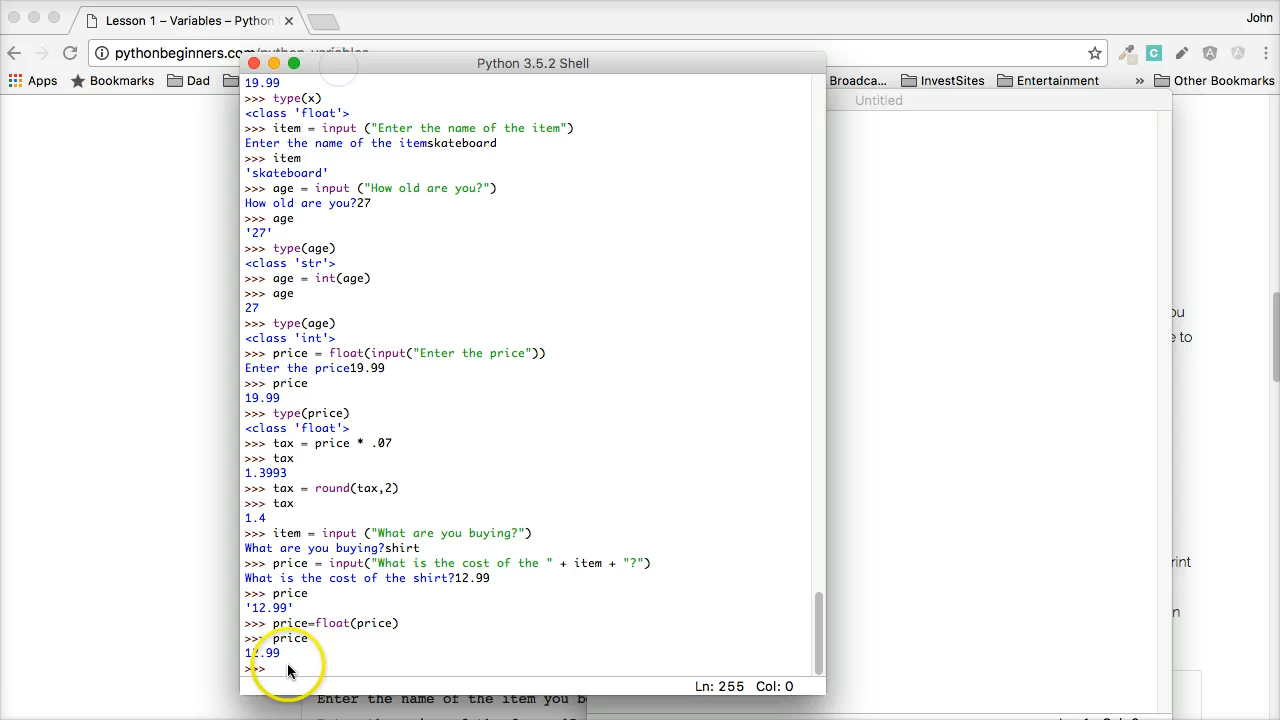 Lesson 1 – Variables – Python
John
pythonbeginners.com/python_variables
Apps Bookmarks Dad Broadca... InvestSites Entertainment » Other Bookmarks
Python 3.5.2 Shell
Untitled
19.99
>>> type(x)
<class 'float'>
>>> item = input ("Enter the name of the item")
Enter the name of the itemskateboard
>>> item
'skateboard'
>>> age = input ("How old are you?")
How old are you?27
>>> age
'27'
>>> type(age)
<class 'str'>
>>> age = int(age)
>>> age
27
>>> type(age)
<class 'int'>
>>> price = float(input("Enter the price"))
Enter the price19.99
>>> price
19.99
>>> type(price)
<class 'float'>
>>> tax = price * .07
>>> tax
1.3993
>>> tax = round(tax,2)
>>> tax
1.4
>>> item = input ("What are you buying?")
What are you buying?shirt
>>> price = input("What is the cost of the " + item + "?")
What is the cost of the shirt?12.99
>>> price
'12.99'
>>> price=float(price)
>>> price
12.99
>>>
Ln: 255 Col: 0
ou
e to
rint
n
Enter the name of the item you b